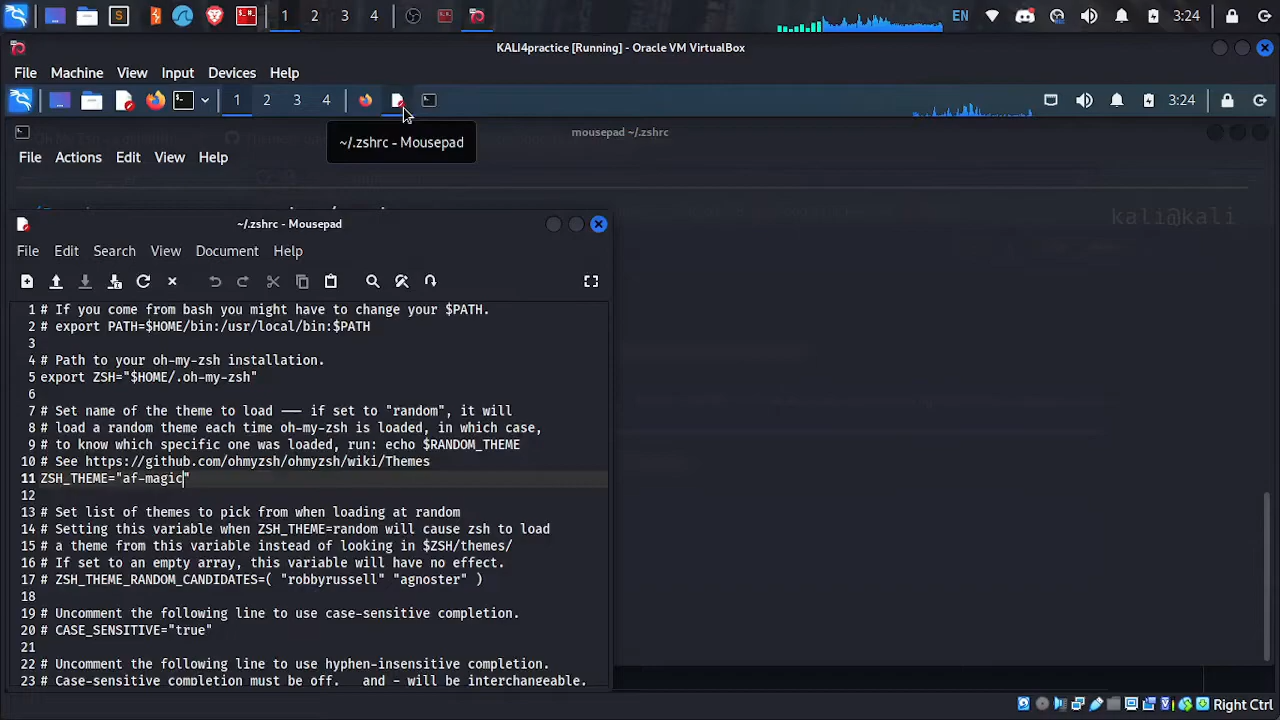 1 2 3 4 EN 3:24
KALI4practice [Running] - Oracle VM VirtualBox
File Machine View Input Devices Help
1 2 3 4 3:24
mousepad ~/.zshrc
~/.zshrc - Mousepad
File Actions Edit View Help
kali@kali
~/.zshrc - Mousepad
File Edit Search View Document Help
1 # If you come from bash you might have to change your $PATH.
2 # export PATH=$HOME/bin:/usr/local/bin:$PATH
3
4 # Path to your oh-my-zsh installation.
5 export ZSH="$HOME/.oh-my-zsh"
6
7 # Set name of the theme to load —— if set to "random", it will
8 # load a random theme each time oh-my-zsh is loaded, in which case,
9 # to know which specific one was loaded, run: echo $RANDOM_THEME
10 # See https://github.com/ohmyzsh/ohmyzsh/wiki/Themes
11 ZSH_THEME="af-magic"
12
13 # Set list of themes to pick from when loading at random
14 # Setting this variable when ZSH_THEME=random will cause zsh to load
15 # a theme from this variable instead of looking in $ZSH/themes/
16 # If set to an empty array, this variable will have no effect.
17 # ZSH_THEME_RANDOM_CANDIDATES=( "robbyrussell" "agnoster" )
18
19 # Uncomment the following line to use case-sensitive completion.
20 # CASE_SENSITIVE="true"
21
22 # Uncomment the following line to use hyphen-insensitive completion.
23 # Case-sensitive completion must be off. and - will be interchangeable.
Right Ctrl